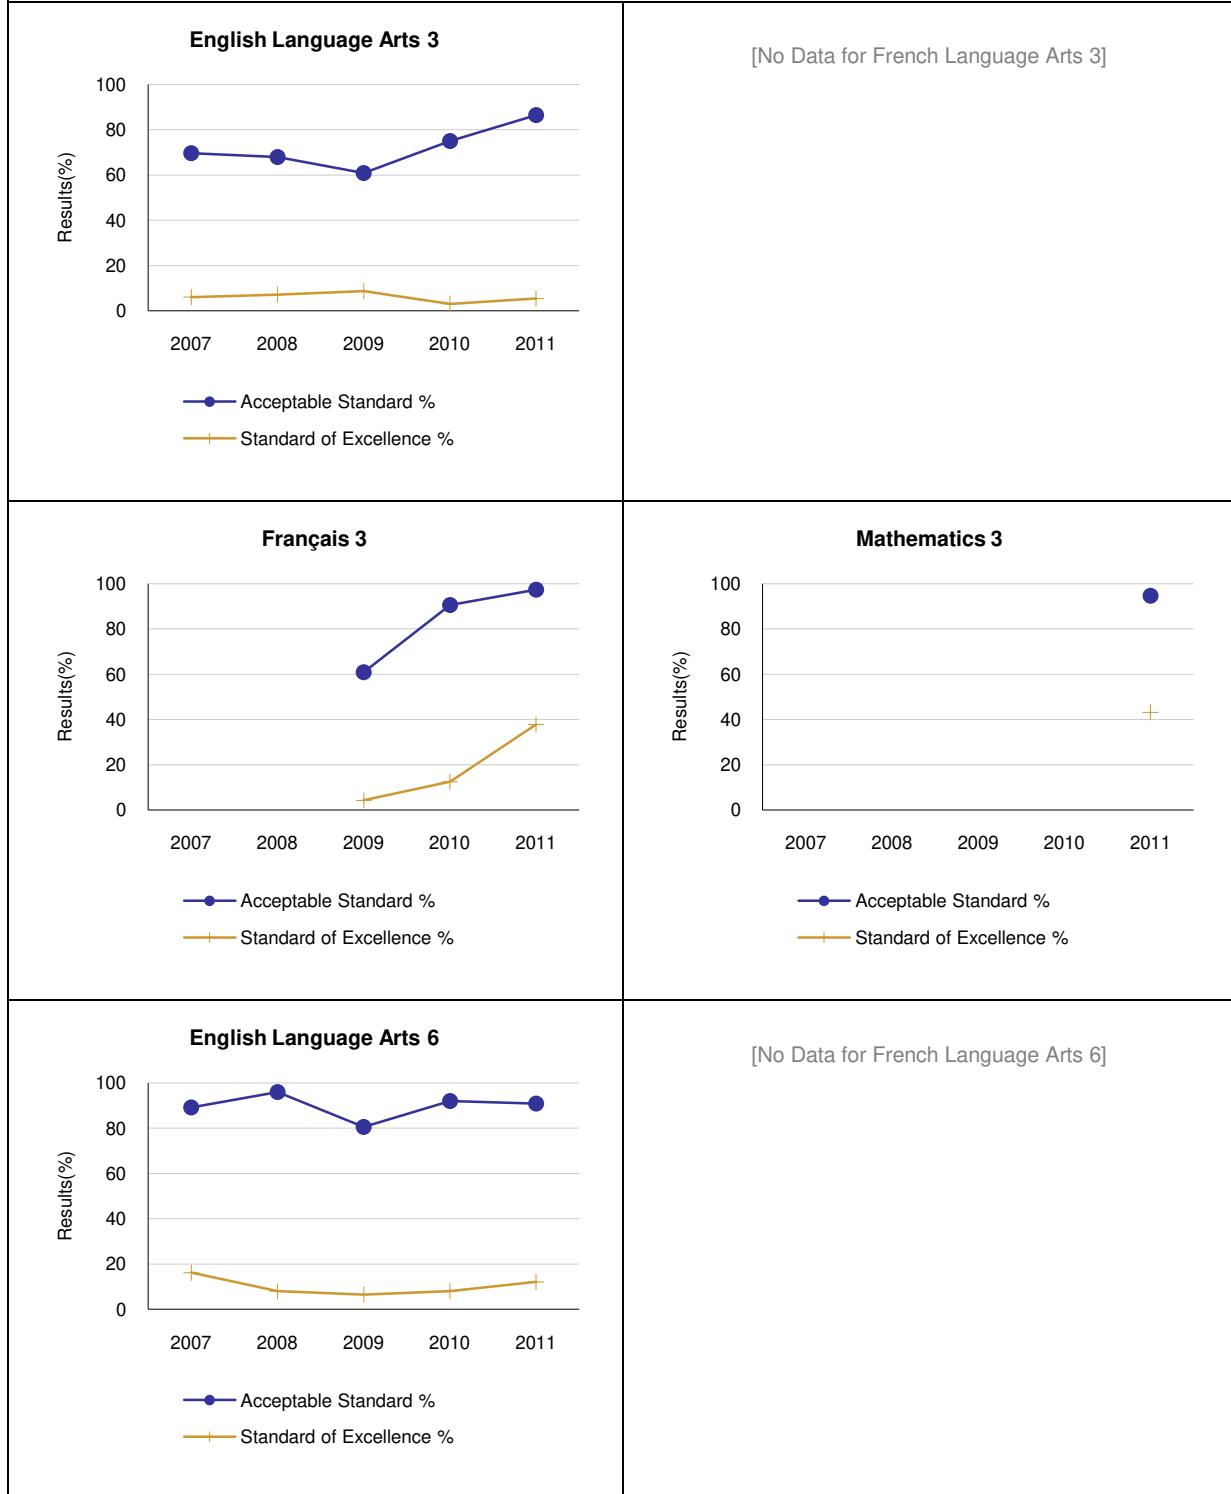 English Language Arts 3
[No Data for French Language Arts 3]
100
80
60
40
20
0
Results(%)
2007 2008 2009 2010 2011
Acceptable Standard %
Standard of Excellence %
Français 3
100
80
60
40
20
0
Results(%)
2007 2008 2009 2010 2011
Acceptable Standard %
Standard of Excellence %
Mathematics 3
100
80
60
40
20
0
Results(%)
2007 2008 2009 2010 2011
Acceptable Standard %
Standard of Excellence %
English Language Arts 6
[No Data for French Language Arts 6]
100
80
60
40
20
0
Results(%)
2007 2008 2009 2010 2011
Acceptable Standard %
Standard of Excellence %